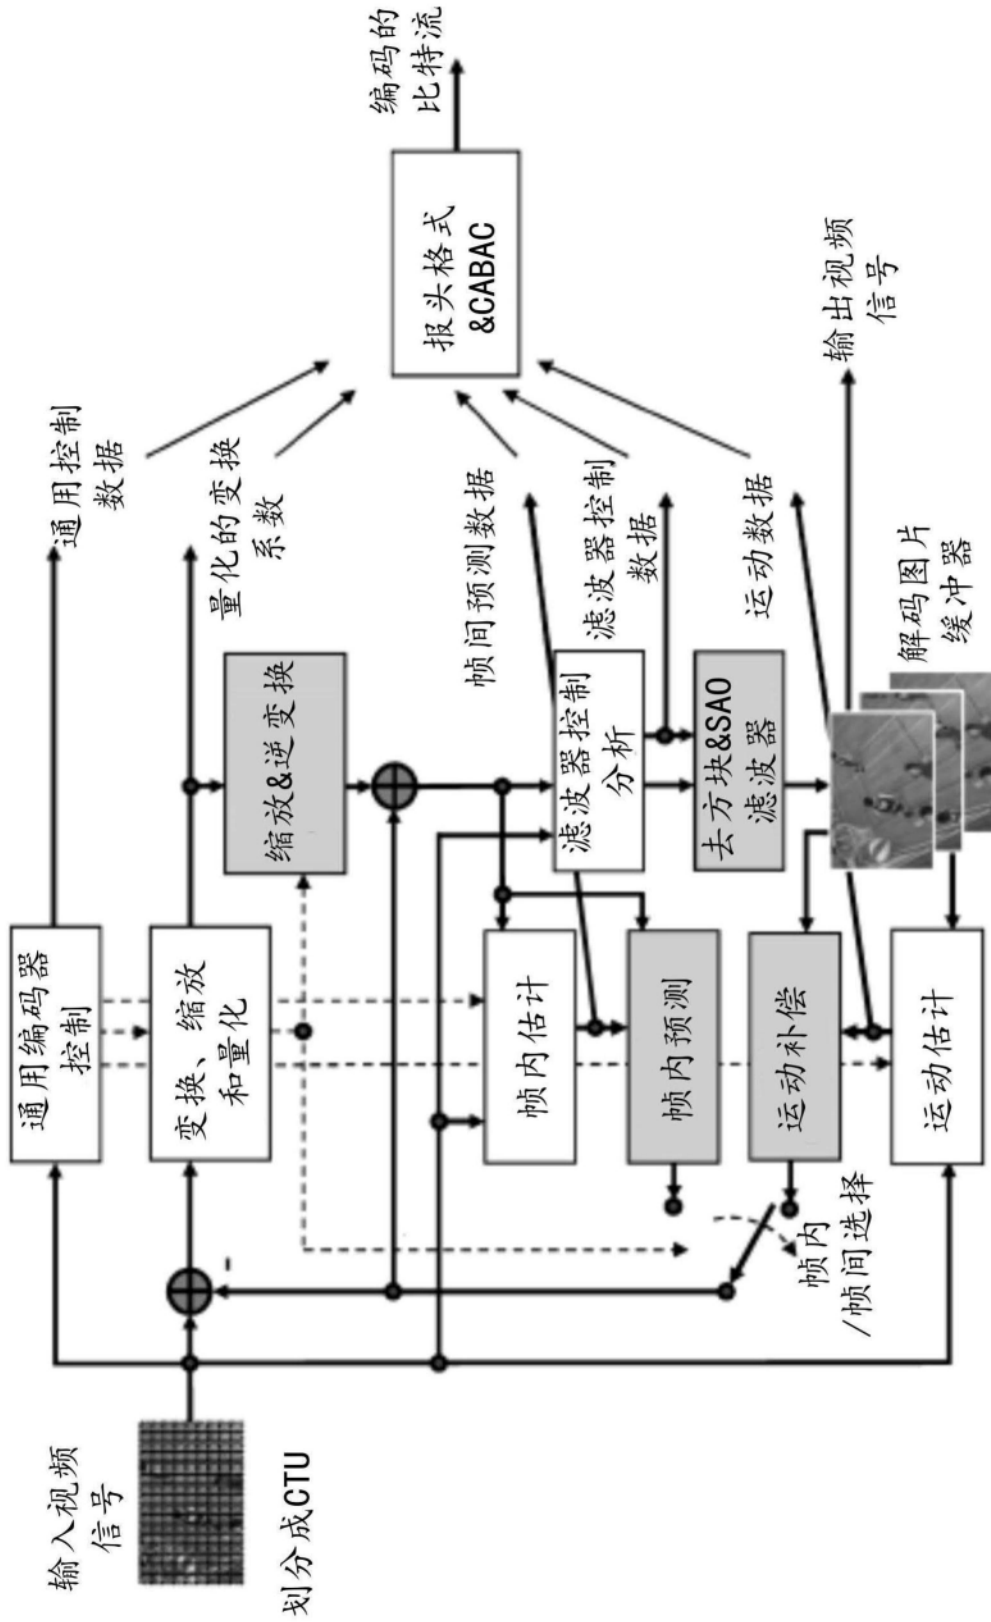 输入视频
信号
划分成CTU
通用编码器
控制
通用控制
数据
变换、缩放
和量化
量化的变换
系数
缩放&逆变换
帧内估计
帧内预测
运动补偿
运动估计
帧内
/帧间选择
滤波器控制
分析
去方块&SAO
滤波器
帧间预测数据
滤波器控制
数据
运动数据
解码图片
缓冲器
输出视频
信号
报头格式
&CABAC
编码的
比特流